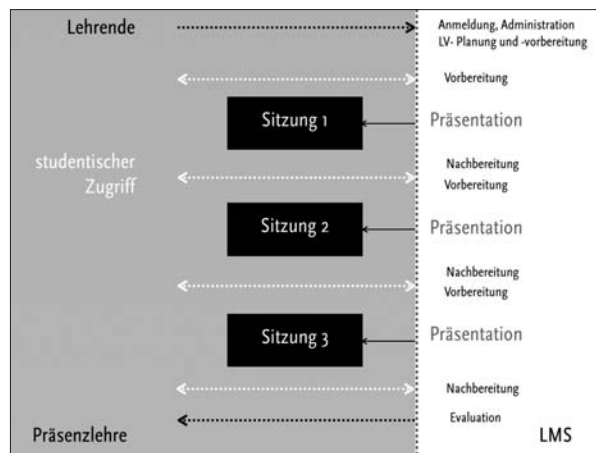 Lehrende
Anmeldung, Administration
LV- Planung und -vorbereitung
Vorbereitung
Sitzung 1
Präsentation
studentischer
Zugriff
Nachbereitung
Vorbereitung
Sitzung 2
Präsentation
Nachbereitung
Vorbereitung
Sitzung 3
Präsentation
Nachbereitung
Evaluation
Präsenzlehre
LMS